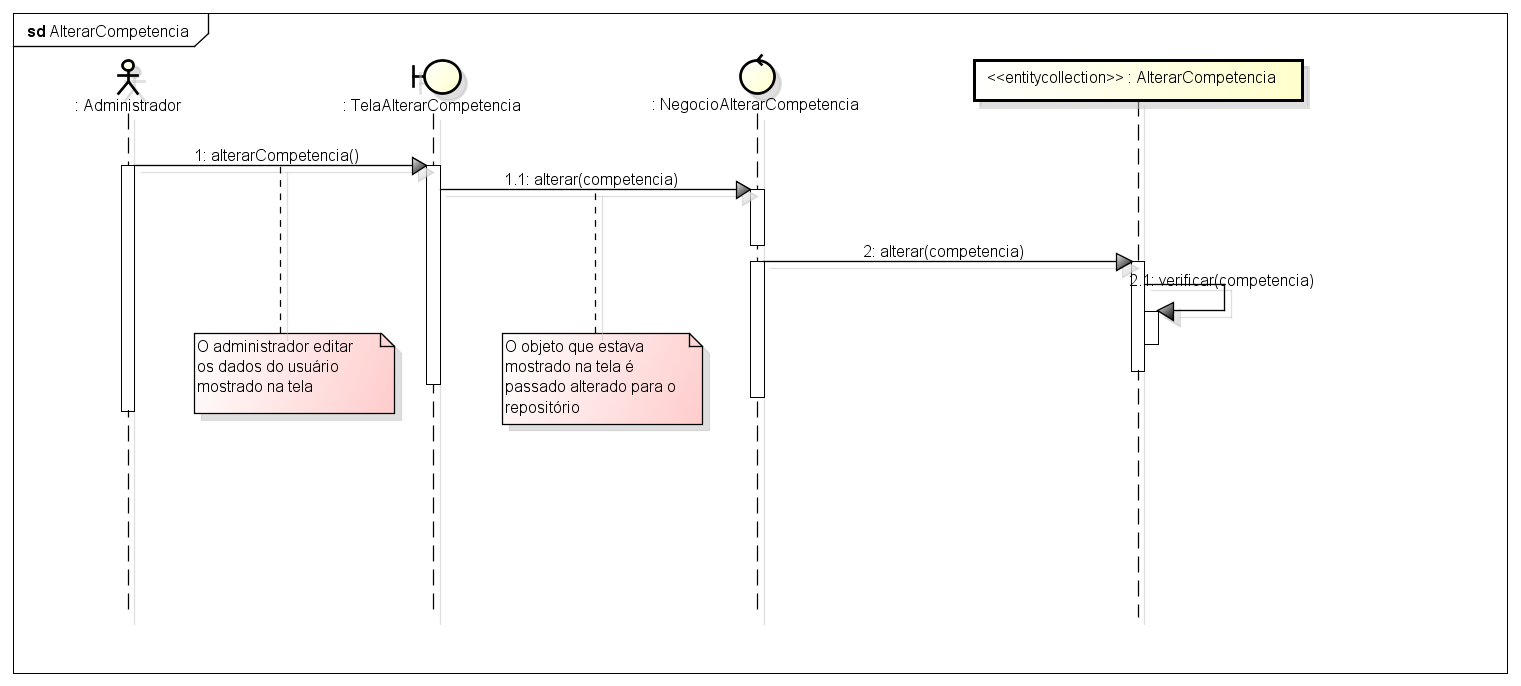 sd AlterarCompetencia
: Administrador
: TelaAlterarCompetencia
: NegocioAlterarCompetencia
<<entitycollection>> : AlterarCompetencia
1: alterarCompetencia()
1.1: alterar(competencia)
2: alterar(competencia)
2.1: verificar(competencia)
O administrador editar
os dados do usuário
mostrado na tela
O objeto que estava
mostrado na tela é
passado alterado para o
repositório